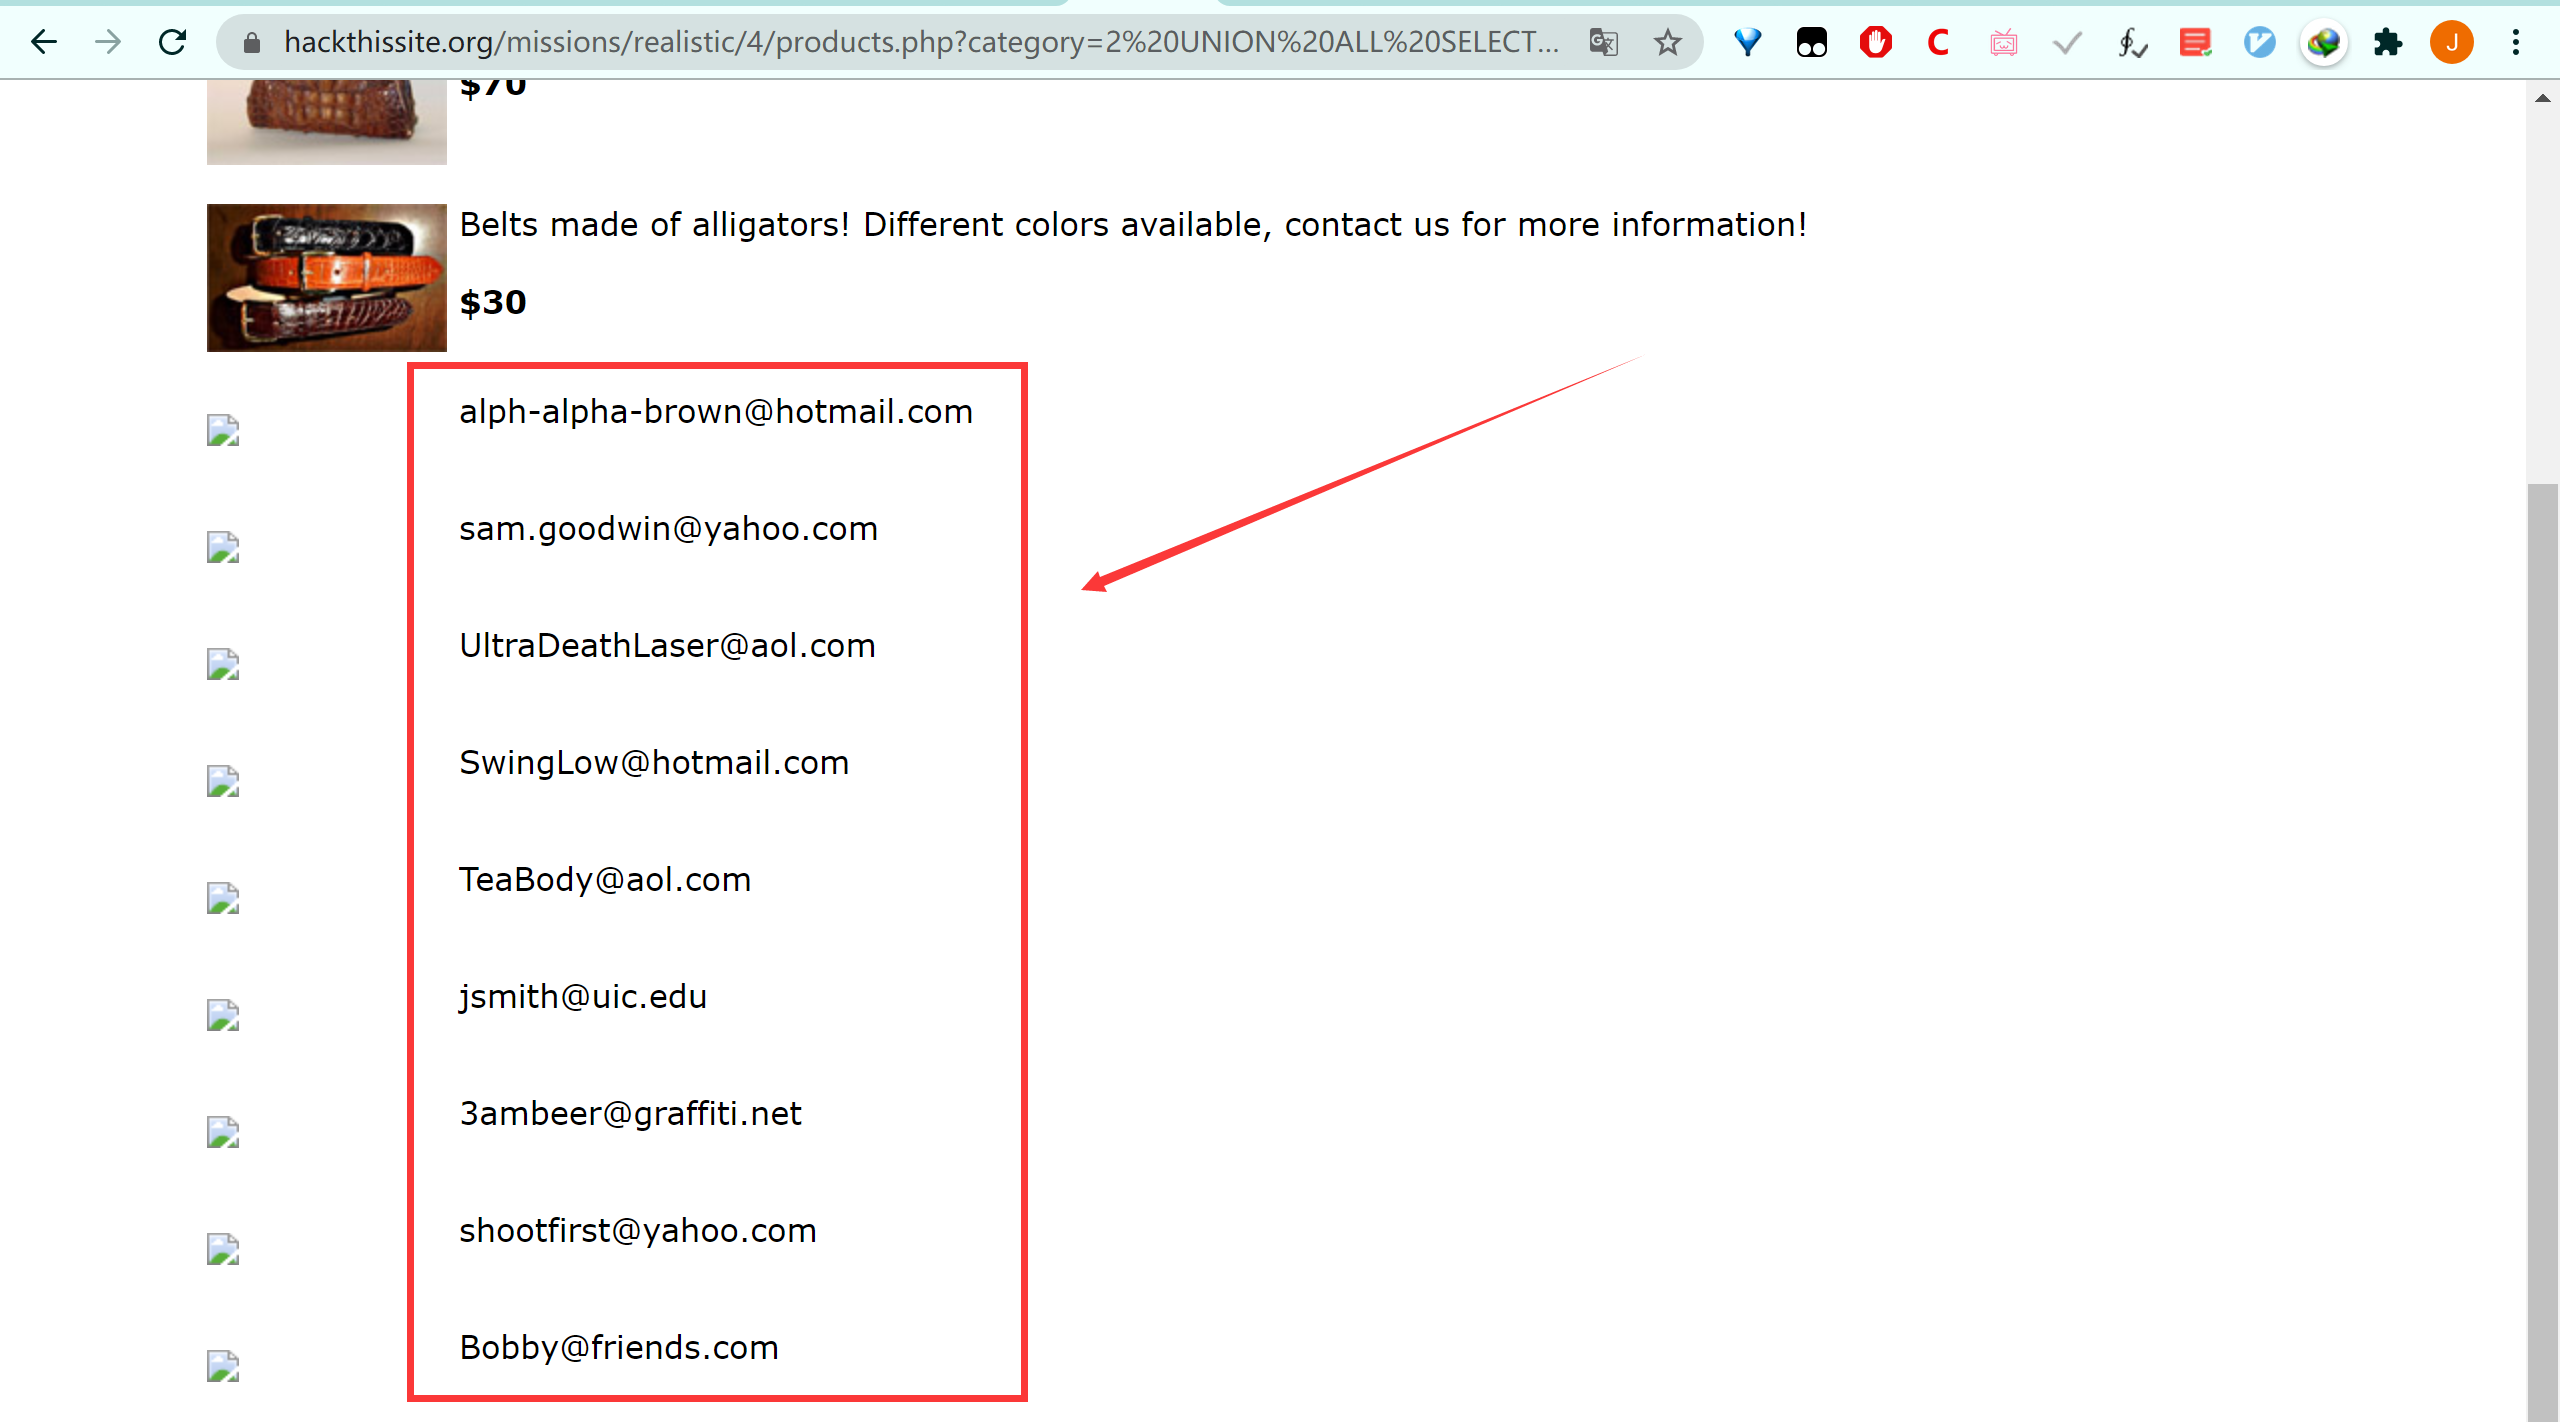 hackthissite.org/missions/realistic/4/products.php?category=2%20UNION%20ALL%20SELECT...
J
$70
Belts made of alligators! Different colors available, contact us for more information!
$30
alph-alpha-brown@hotmail.com
sam.goodwin@yahoo.com
UltraDeathLaser@aol.com
SwingLow@hotmail.com
TeaBody@aol.com
jsmith@uic.edu
3ambeer@graffiti.net
shootfirst@yahoo.com
Bobby@friends.com